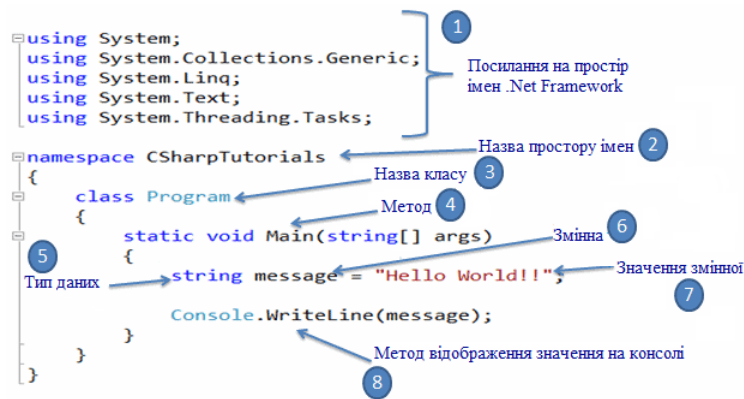 1
using System;
using System.Collections.Generic;
using System.Linq;
using System.Text;
using System.Threading.Tasks;
Посилання на простір
імен .Net Framework
namespace CSharpTutorials
Назва простору імен 2
{
Назва класу 3
class Program
Метод 4
{
static void Main(string[] args)
Змінна 6
5
{
Тип даних
string message = "Hello World!!";
Значення змінної
7
Console.WriteLine(message);
}
Метод відображення значення на консолі
}
8
}